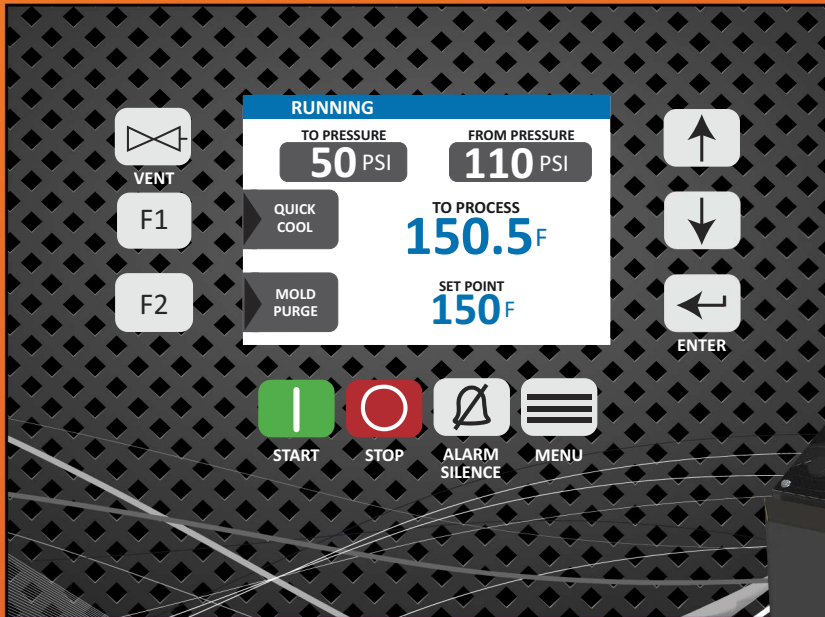 RUNNING
TO PRESSURE
50 PSI
FROM PRESSURE
110 PSI
VENT
F1
QUICK
COOL
TO PROCESS
150.5F
F2
MOLD
PURGE
SET POINT
150F
ENTER
START
STOP
ALARM
SILENCE
MENU